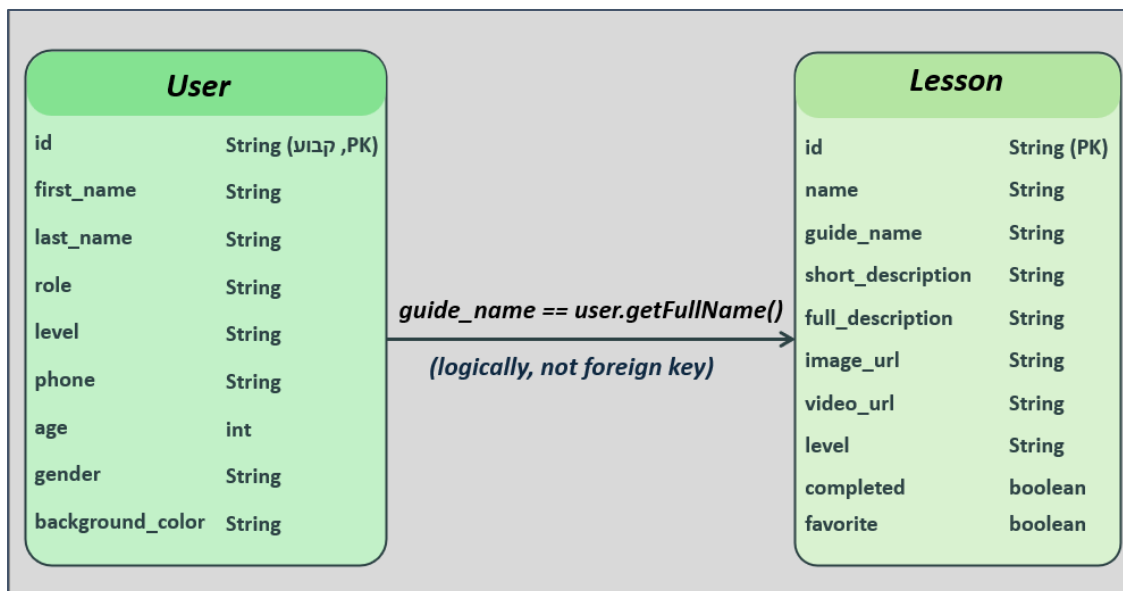 User
id String (קבוע, PK)
first_name String
last_name String
role String
level String
phone String
age int
gender String
background_color String
guide_name == user.getFullName()
(logically, not foreign key)
Lesson
id String (PK)
name String
guide_name String
short_description String
full_description String
image_url String
video_url String
level String
completed boolean
favorite boolean